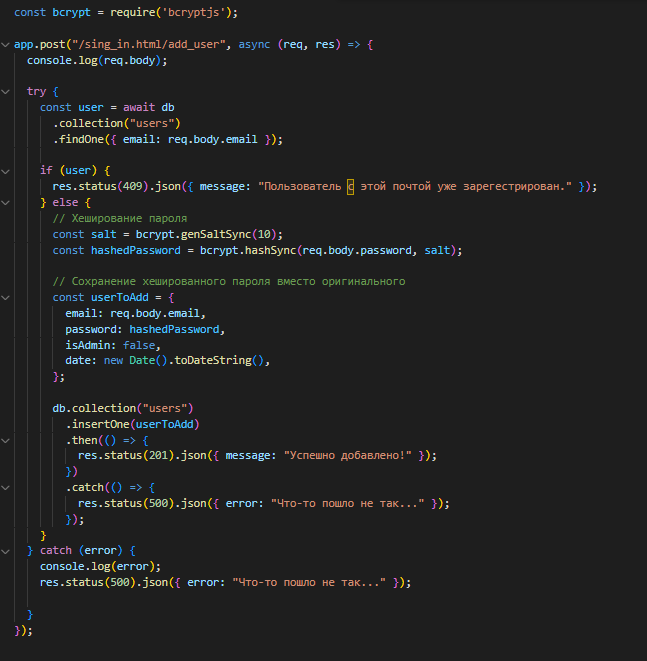 const bcrypt = require('bcryptjs');
app.post("/sing_in.html/add_user", async (req, res) => {
console.log(req.body);
try {
const user = await db
.collection("users")
.findOne({ email: req.body.email });
if (user) {
res.status(409).json({ message: "Пользователь с этой почтой уже зарегестрирован." });
} else {
// Хеширование пароля
const salt = bcrypt.genSaltSync(10);
const hashedPassword = bcrypt.hashSync(req.body.password, salt);
// Сохранение хешированного пароля вместо оригинального
const userToAdd = {
email: req.body.email,
password: hashedPassword,
isAdmin: false,
date: new Date().toDateString(),
};
db.collection("users")
.insertOne(userToAdd)
.then(() => {
res.status(201).json({ message: "Успешно добавлено!" });
})
.catch(() => {
res.status(500).json({ error: "Что-то пошло не так..." });
});
}
} catch (error) {
console.log(error);
res.status(500).json({ error: "Что-то пошло не так..." });
}
});